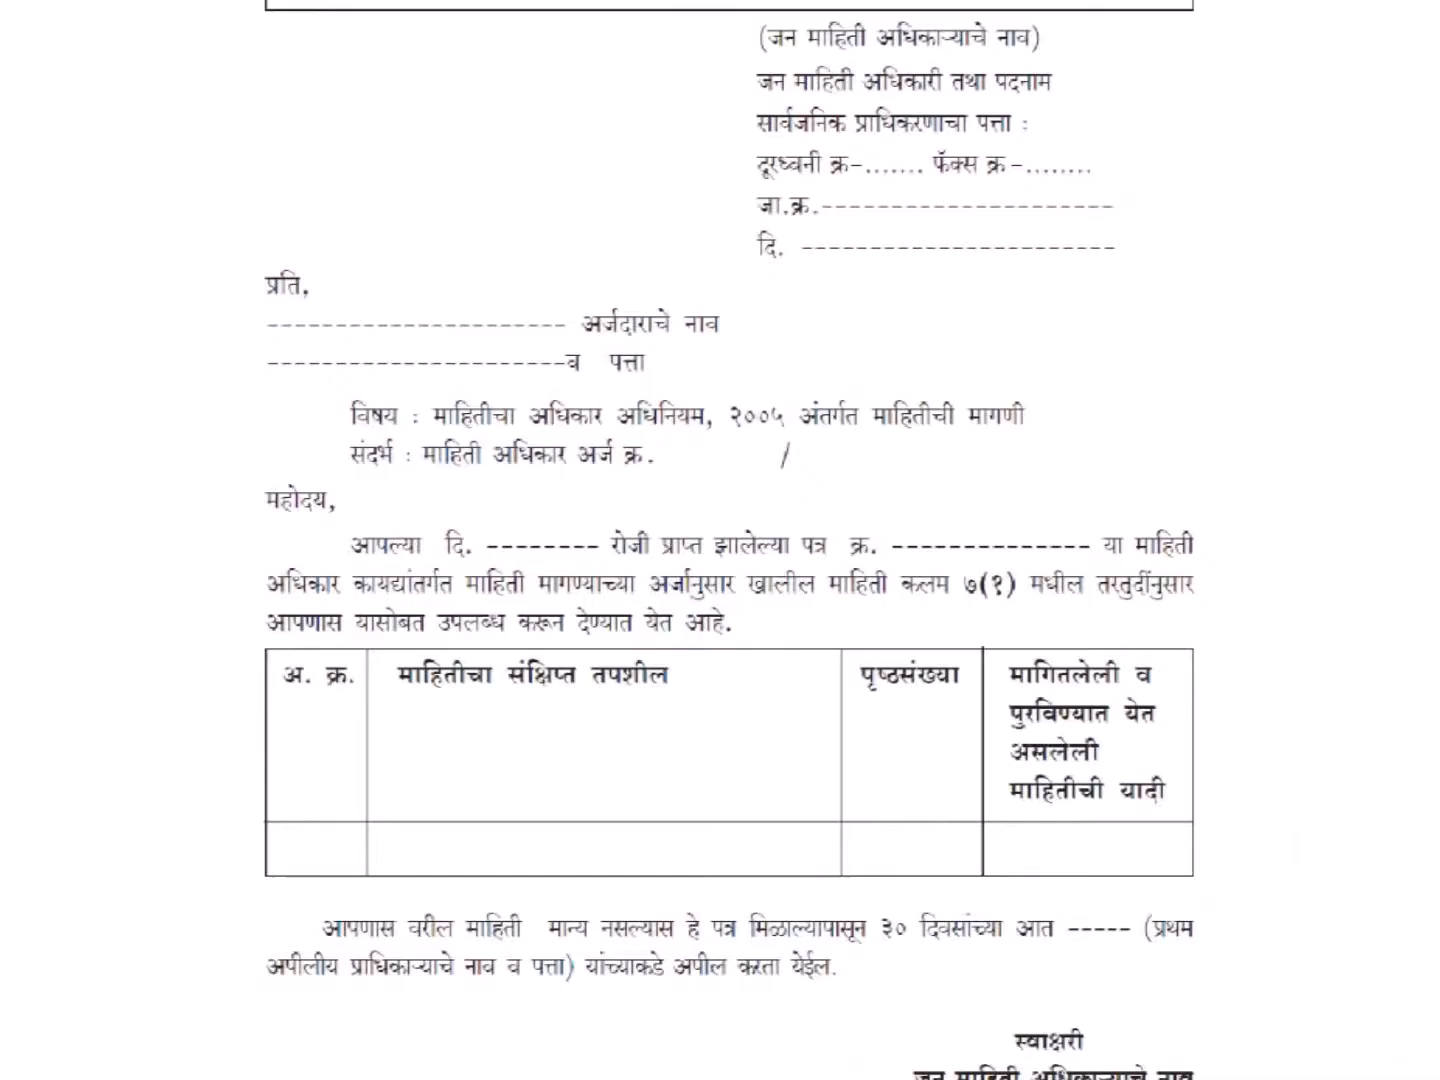 (जन माहिती अधिकाऱ्याचे नाव)
जन माहिती अधिकारी तथा पदनाम
सार्वजनिक प्राधिकरणाचा पत्ता :
दूरध्वनी क्र-....... फॅक्स क्र-........
जा.क्र.----------------------
दि. -----------------------
प्रति,
---------------------- अर्जदाराचे नाव
----------------------व पत्ता
विषय : माहितीचा अधिकार अधिनियम, २००५ अंतर्गत माहितीची मागणी
संदर्भ : माहिती अधिकार अर्ज क्र. /
महोदय,
आपल्या दि. -------- रोजी प्राप्त झालेल्या पत्र क्र. -------------- या माहिती
अधिकार कायद्यांतर्गत माहिती मागण्याच्या अर्जानुसार खालील माहिती कलम ७(१) मधील तरतुदींनुसार
आपणास यासोबत उपलब्ध करून देण्यात येत आहे.
अ. क्र. माहितीचा संक्षिप्त तपशील पृष्ठसंख्या मागितलेली व
पुरविण्यात येत
असलेली
माहितीची यादी
आपणास वरील माहिती मान्य नसल्यास हे पत्र मिळाल्यापासून ३० दिवसांच्या आत ----- (प्रथम
अपीलीय प्राधिकाऱ्याचे नाव व पत्ता) यांच्याकडे अपील करता येईल.
स्वाक्षरी
जन माहिती अधिकाऱ्याचे नाव